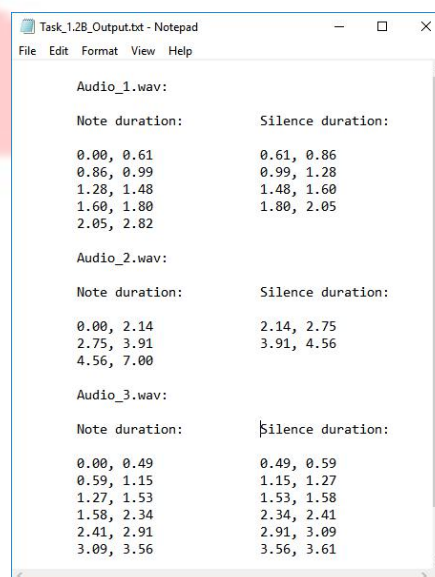 Task_1.2B_Output.txt - Notepad
File Edit Format View Help
Audio_1.wav:
Note duration: Silence duration:
0.00, 0.61 0.61, 0.86
0.86, 0.99 0.99, 1.28
1.28, 1.48 1.48, 1.60
1.60, 1.80 1.80, 2.05
2.05, 2.82
Audio_2.wav:
Note duration: Silence duration:
0.00, 2.14 2.14, 2.75
2.75, 3.91 3.91, 4.56
4.56, 7.00
Audio_3.wav:
Note duration: Silence duration:
0.00, 0.49 0.49, 0.59
0.59, 1.15 1.15, 1.27
1.27, 1.53 1.53, 1.58
1.58, 2.34 2.34, 2.41
2.41, 2.91 2.91, 3.09
3.09, 3.56 3.56, 3.61